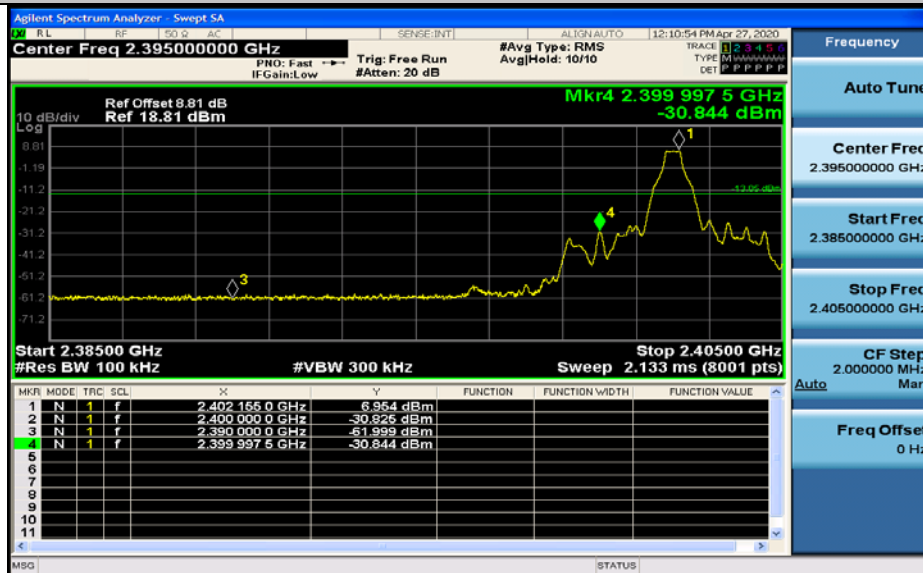 Agilent Spectrum Analyzer - Swept SA
LXI RL RF 50 Ω AC SENSE:INT ALIGN AUTO 12:10:54 PM Apr 27, 2020
Center Freq 2.395000000 GHz
PNO: Fast
IFGain:Low
Trig: Free Run
#Atten: 20 dB
#Avg Type: RMS
Avg|Hold: 10/10
TRACE 1 2 3 4 5 6
TYPE M WWWWW
DET P P P P P P
Ref Offset 8.81 dB
10 dB/div Ref 18.81 dBm
Log
Mkr4 2.399 997 5 GHz
-30.844 dBm
8.81
-1.19
-11.2
-21.2
-31.2
-41.2
-51.2
-61.2
-71.2
1
-13.05 dBm
4
3
Start 2.38500 GHz Stop 2.40500 GHz
#Res BW 100 kHz #VBW 300 kHz Sweep 2.133 ms (8001 pts)
MKR MODE TRC SCL X Y FUNCTION FUNCTION WIDTH FUNCTION VALUE
1 N 1 f 2.402 155 0 GHz 6.954 dBm
2 N 1 f 2.400 000 0 GHz -30.825 dBm
3 N 1 f 2.390 000 0 GHz -61.999 dBm
4 N 1 f 2.399 997 5 GHz -30.844 dBm
5
6
7
8
9
10
11
MSG STATUS
Frequency
Auto Tune
Center Freq
2.395000000 GHz
Start Freq
2.385000000 GHz
Stop Freq
2.405000000 GHz
CF Step
2.000000 MHz
Auto Man
Freq Offset
0 Hz